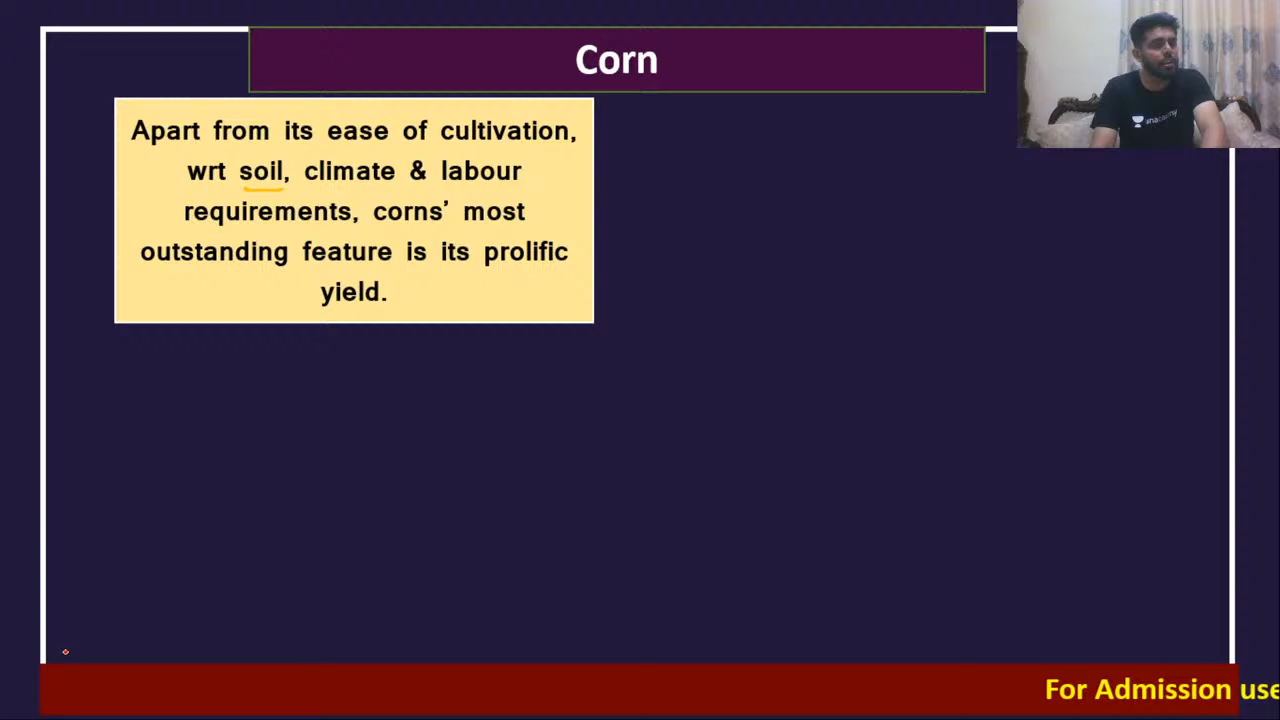 Corn
Apart from its ease of cultivation,
wrt soil, climate & labour
requirements, corns’ most
outstanding feature is its prolific
yield.
unacademy
For Admission use